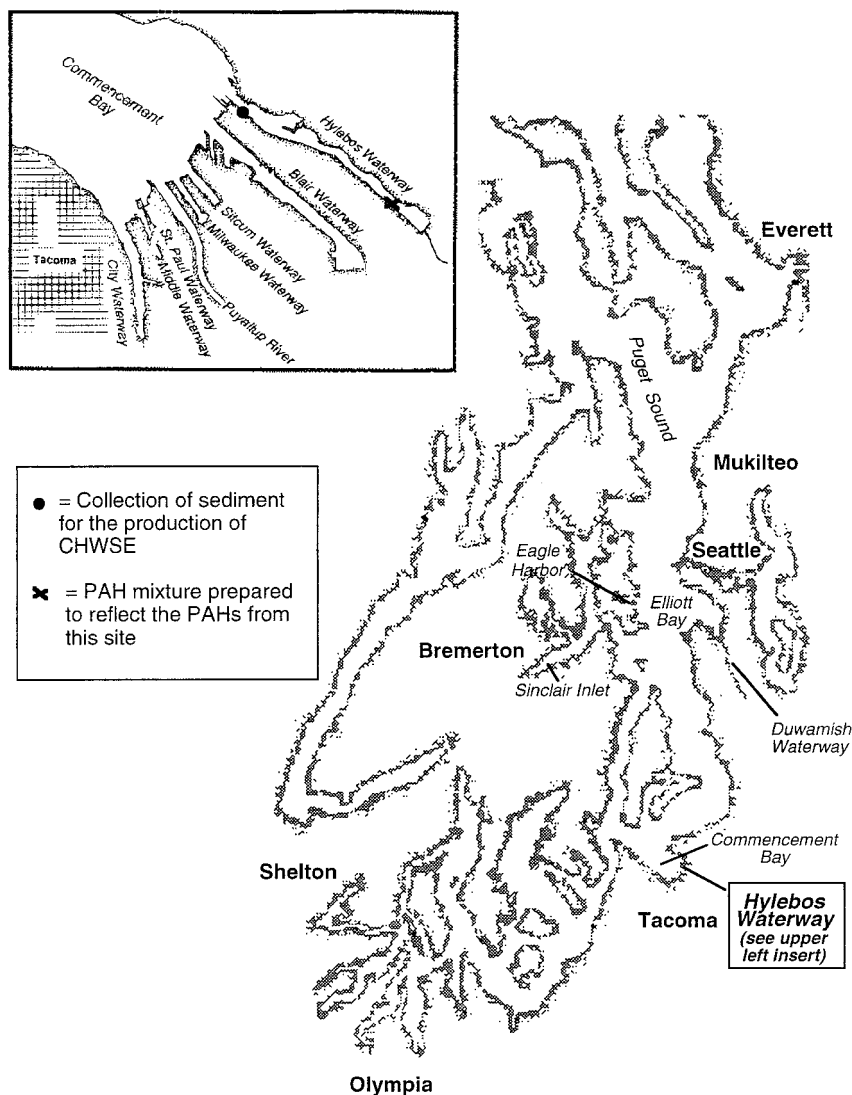 Commencement
Bay
Hylebos Waterway
Blair Waterway
Sitcum Waterway
Milwaukee Waterway
St. Paul Waterway
Middle Waterway
Puyallup River
City Waterway
Tacoma
● = Collection of sediment
for the production of
CHWSE
✖ = PAH mixture prepared
to reflect the PAHs from
this site
Everett
Puget Sound
Mukilteo
Seattle
Eagle
Harbor
Elliott
Bay
Bremerton
Sinclair Inlet
Duwamish
Waterway
Commencement
Bay
Shelton
Tacoma
Hylebos
Waterway
(see upper
left insert)
Olympia